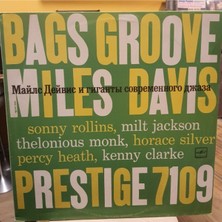 BAGS GROOVE
MILES DAVIS
Майлс Дейвис и гиганты современного джаза
sonny rollins, milt jackson
thelonious monk, horace silver
percy heath, kenny clarke
PRESTIGE 7109